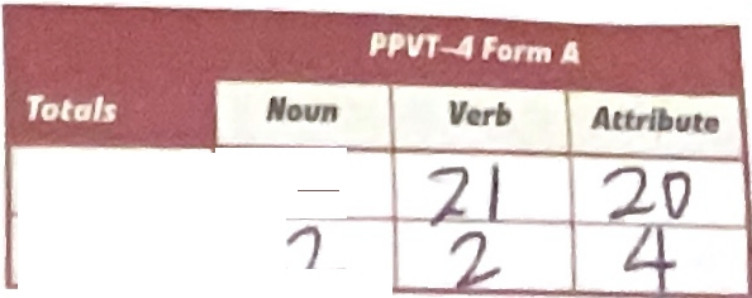 PPVT-4 Form A
Totals Noun Verb Attribute
21 20
2 4